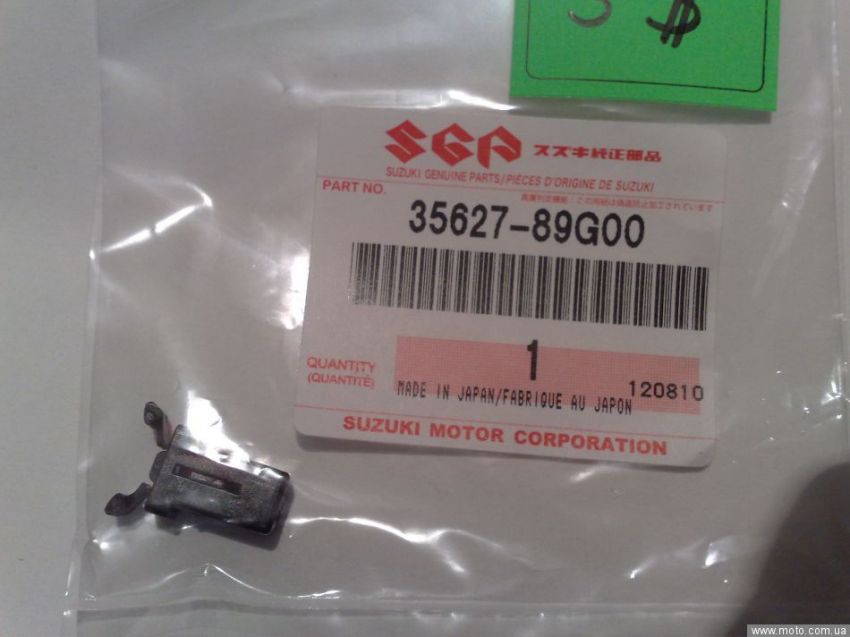 $
SGP スズキ純正部品
SUZUKI GENUINE PARTS/PIÈCES D'ORIGINE DE SUZUKI
PART NO.
35627-89G00
1
QUANTITY
(QUANTITÉ)
120810
MADE IN JAPAN/FABRIQUE AU JAPON
SUZUKI MOTOR CORPORATION
www.moto.com.ua